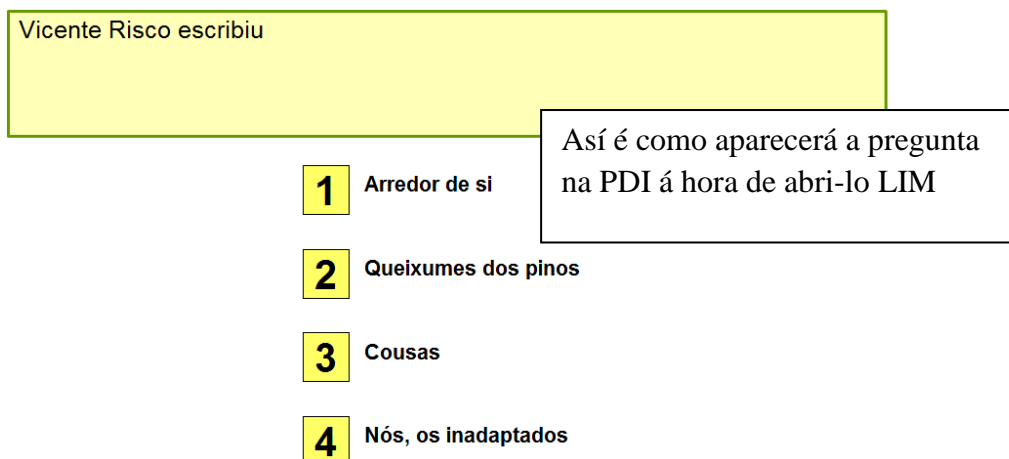 Vicente Risco escribiu
Así é como aparecerá a pregunta
na PDI á hora de abri-lo LIM
1 Arredor de si
2 Queixumes dos pinos
3 Cousas
4 Nós, os inadaptados